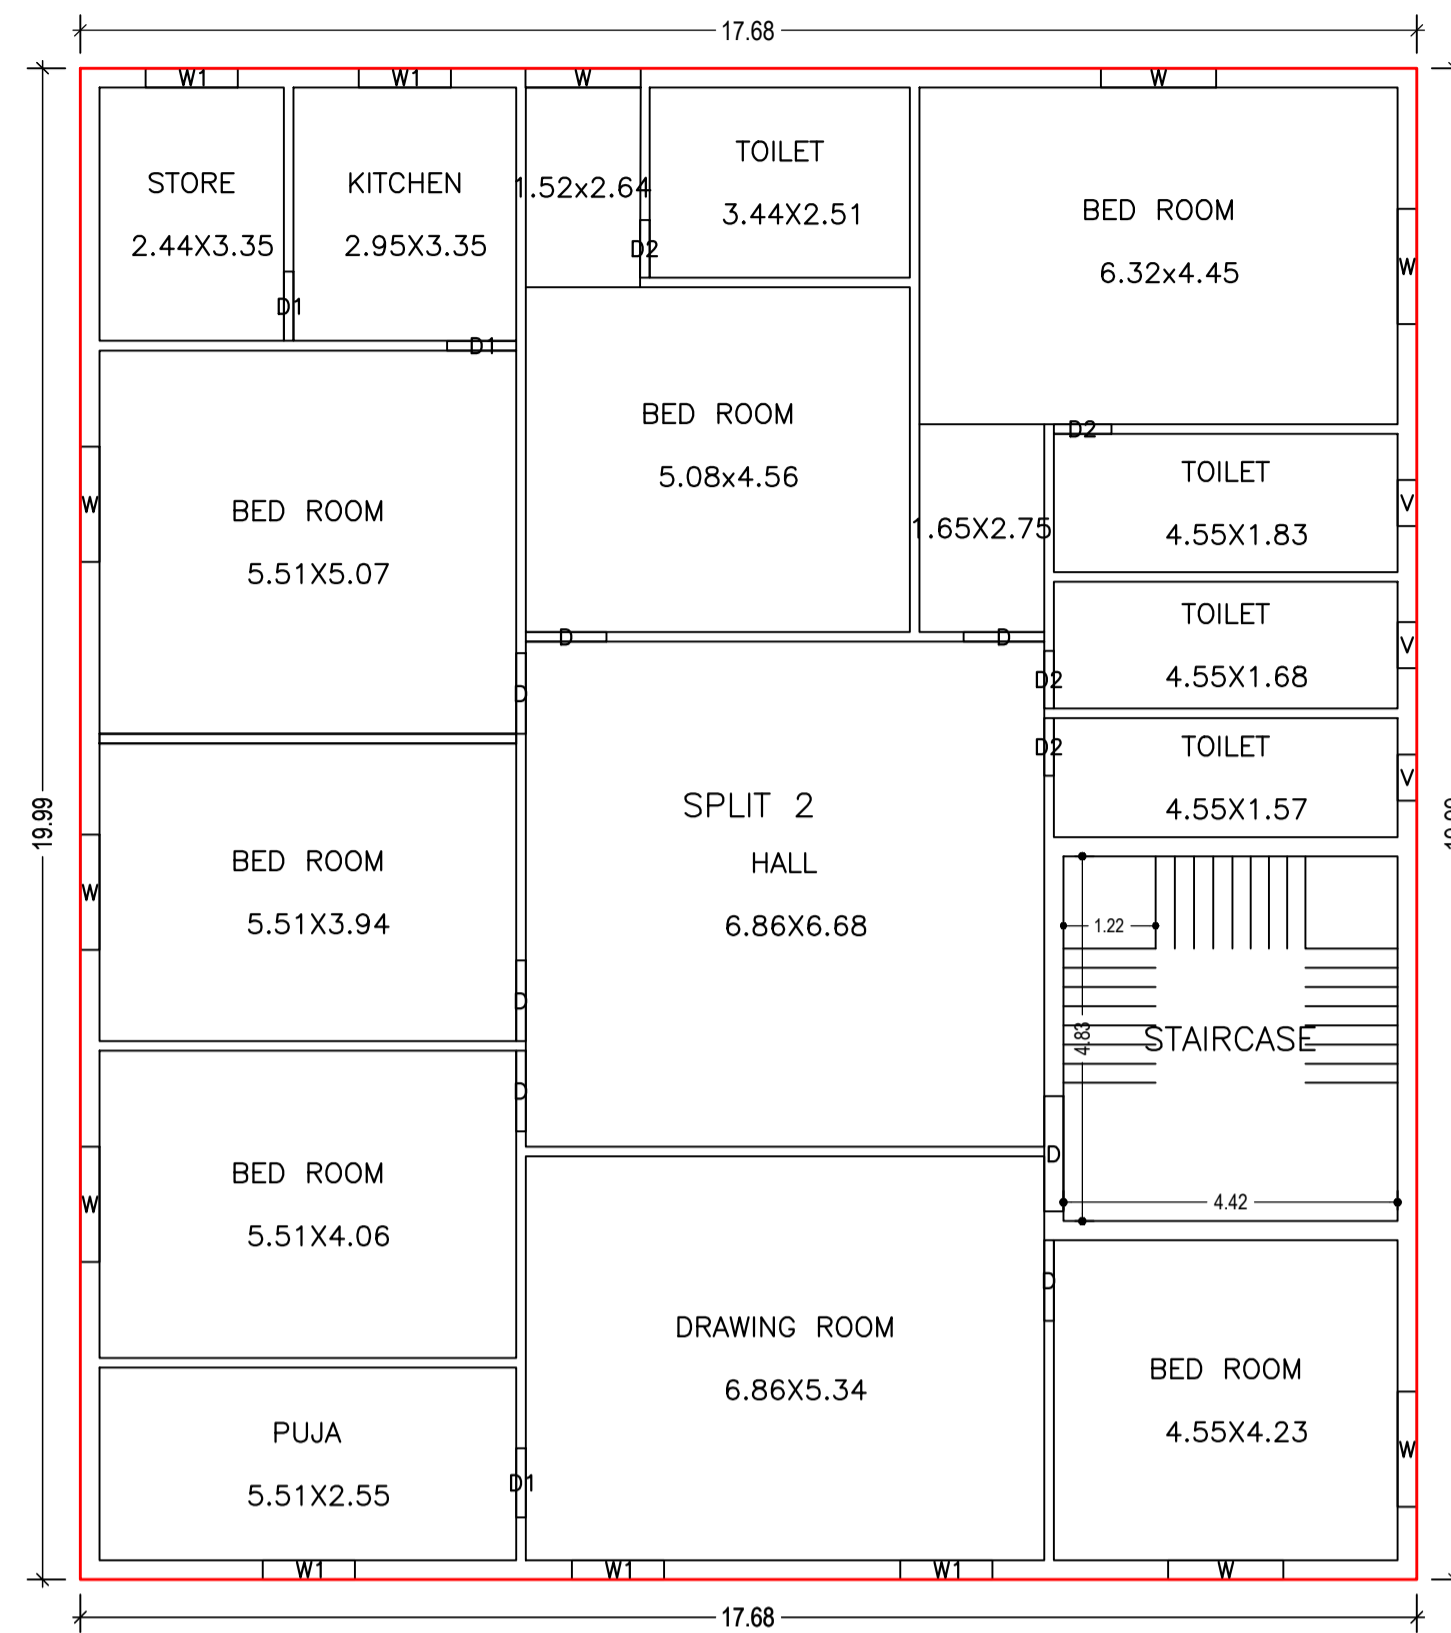 17.68
W1
W1
W
W
STORE
2.44X3.35
KITCHEN
2.95X3.35
1.52x2.64
TOILET
3.44X2.51
BED ROOM
6.32x4.45
D2
W
D1
D1
BED ROOM
5.08x4.56
D2
TOILET
4.55X1.83
V
W
BED ROOM
5.51X5.07
1.65X2.75
TOILET
4.55X1.68
V
D
D
D
D2
D2
TOILET
4.55X1.57
V
19.99
SPLIT 2
HALL
6.86X6.68
W
BED ROOM
5.51X3.94
D
1.22
4.83
STAIRCASE
D
D
W
BED ROOM
5.51X4.06
4.42
D
DRAWING ROOM
6.86X5.34
BED ROOM
4.55X4.23
W
PUJA
5.51X2.55
D1
W1
W1
W1
W
17.68